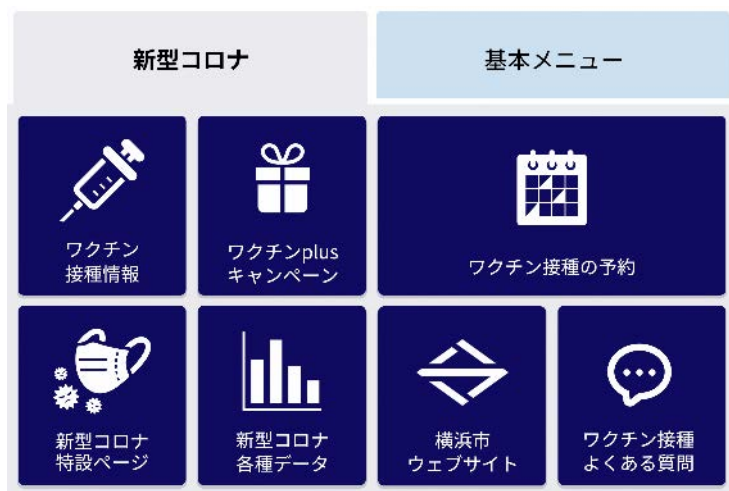 新型コロナ
基本メニュー
ワクチン
接種情報
ワクチンplus
キャンペーン
ワクチン接種の予約
新型コロナ
特設ページ
新型コロナ
各種データ
横浜市
ウェブサイト
ワクチン接種
よくある質問